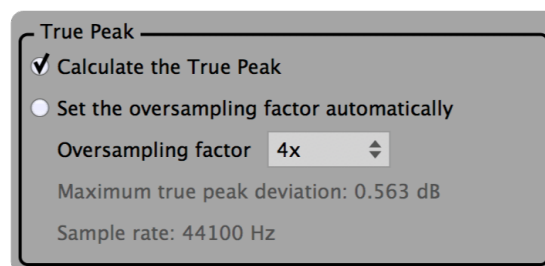 True Peak
Calculate the True Peak
Set the oversampling factor automatically
Oversampling factor 4x
Maximum true peak deviation: 0.563 dB
Sample rate: 44100 Hz